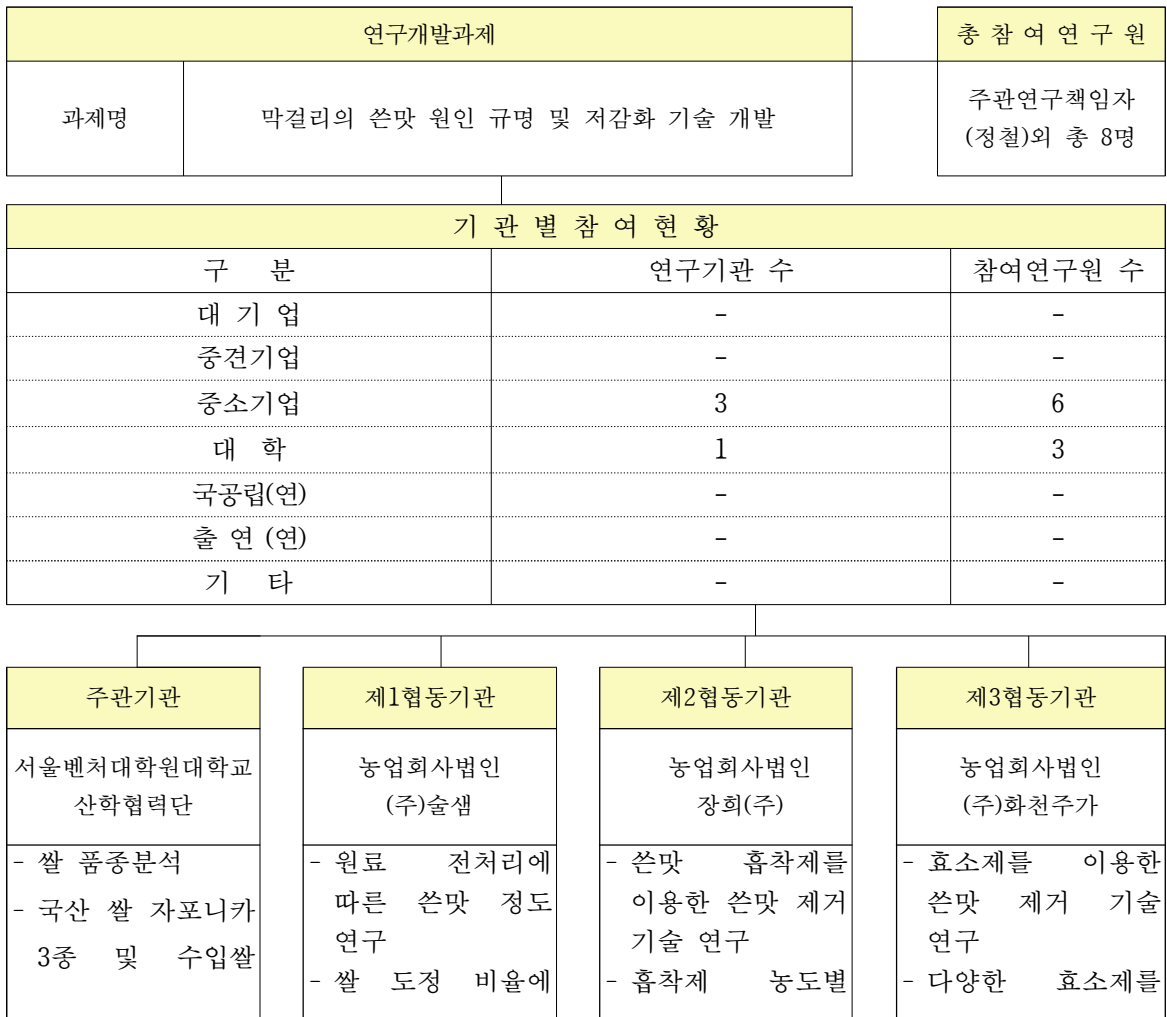 연구개발과제
총 참 여 연 구 원
과제명
막걸리의 쓴맛 원인 규명 및 저감화 기술 개발
주관연구책임자
(정철)외 총 8명
기 관 별 참 여 현 황
구 분 연구기관 수 참여연구원 수
대 기 업 - -
중견기업 - -
중소기업 3 6
대 학 1 3
국공립(연) - -
출 연 (연) - -
기 타 - -
주관기관
서울벤처대학원대학교
산학협력단
- 쌀 품종분석
- 국산 쌀 자포니카
3종 및 수입쌀
제1협동기관
농업회사법인
(주)술샘
- 원료 전처리에
따른 쓴맛 정도
연구
- 쌀 도정 비율에
제2협동기관
농업회사법인
장희(주)
- 쓴맛 흡착제를
이용한 쓴맛 제거
기술 연구
- 흡착제 농도별
제3협동기관
농업회사법인
(주)화천주가
- 효소제를 이용한
쓴맛 제거 기술
연구
- 다양한 효소제를